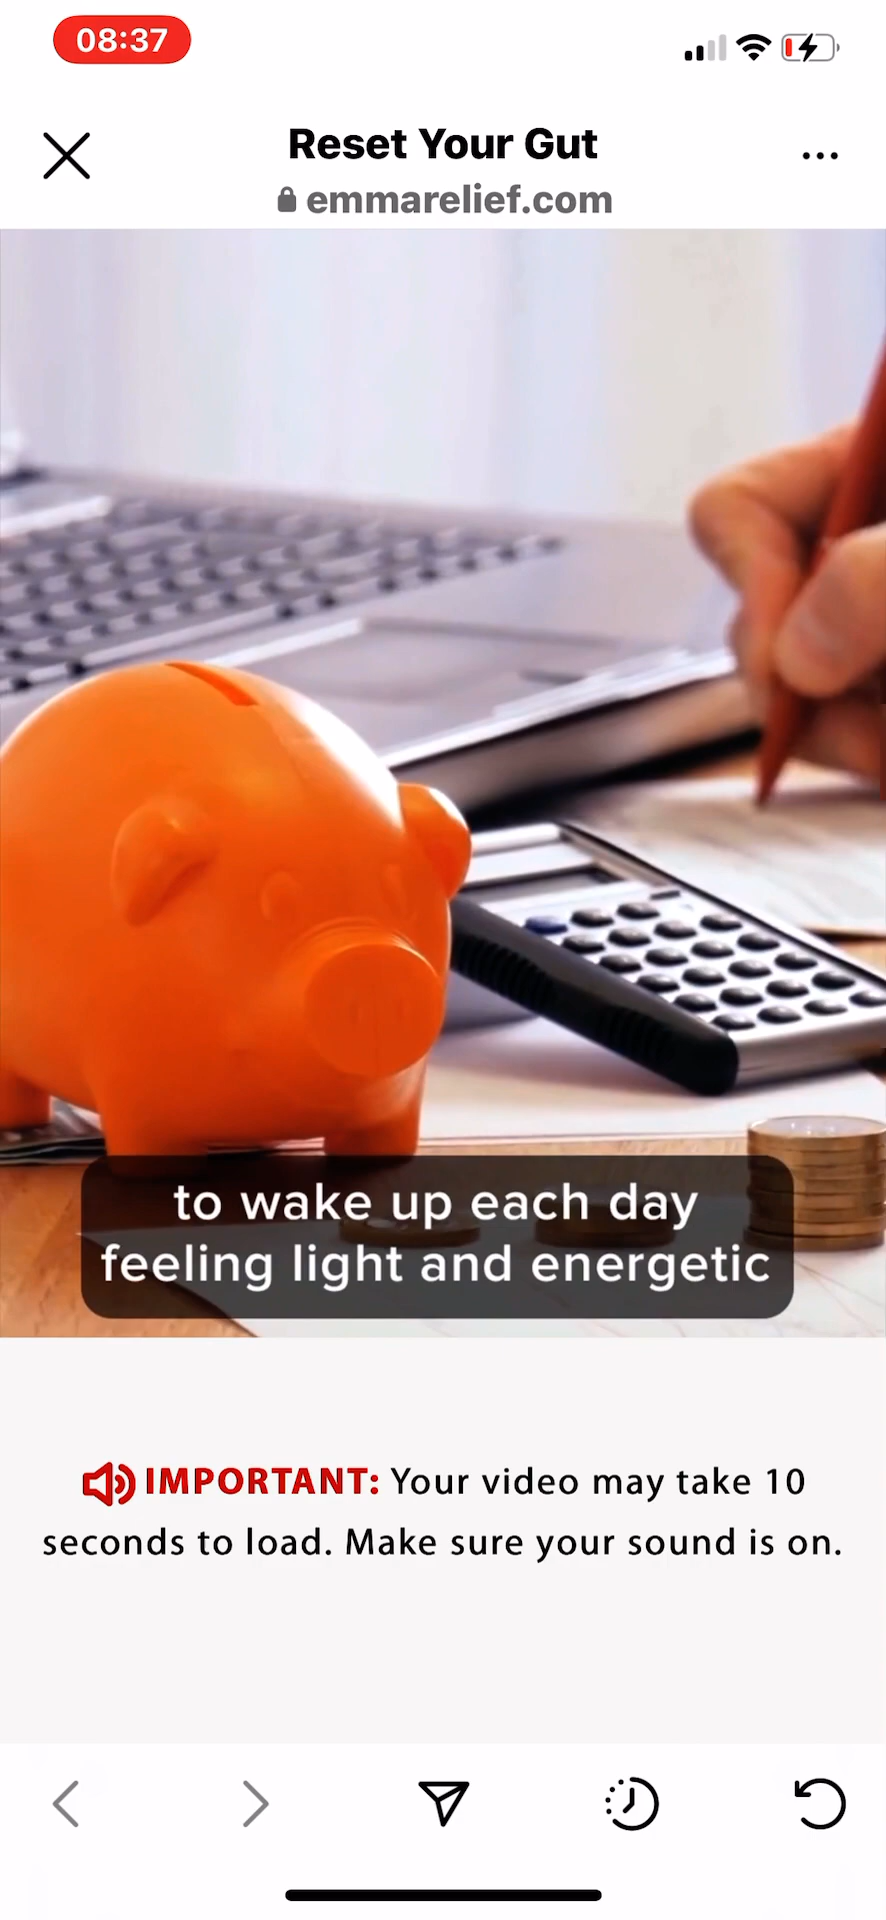 08:37
Reset Your Gut
emmarelief.com
to wake up each day
feeling light and energetic
IMPORTANT: Your video may take 10
seconds to load. Make sure your sound is on.